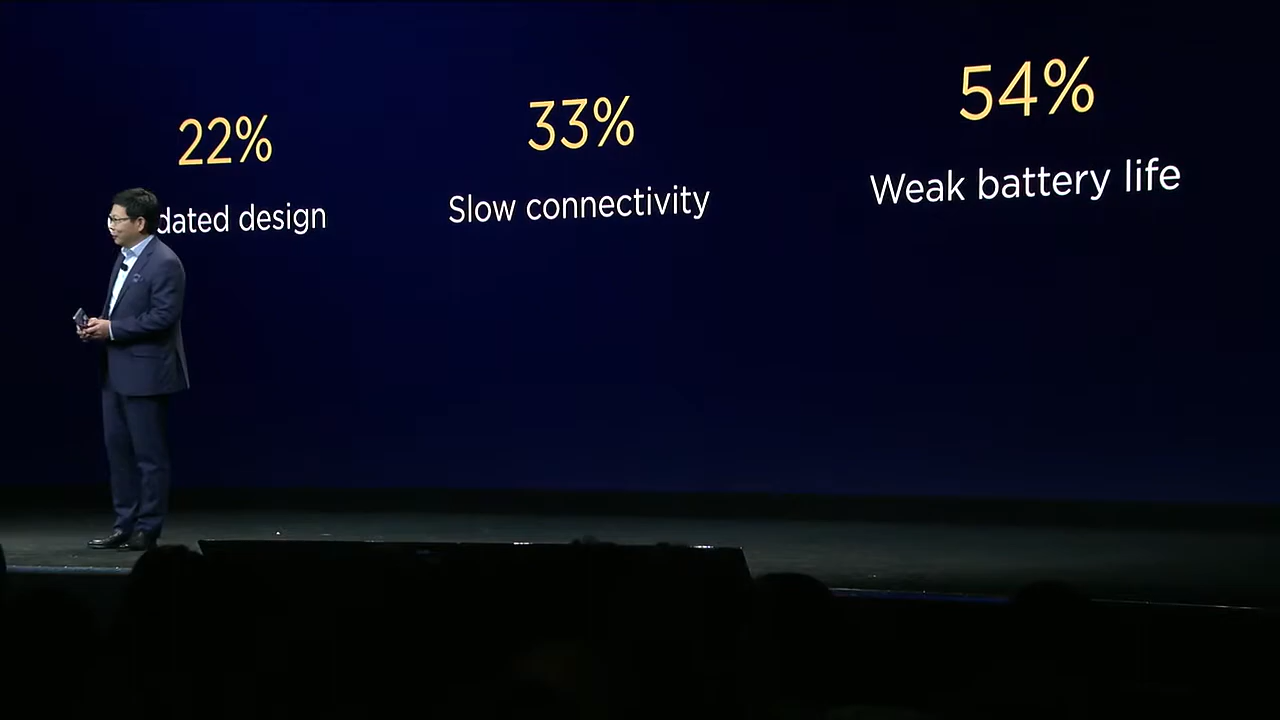 22%
33%
54%
dated design
Slow connectivity
Weak battery life